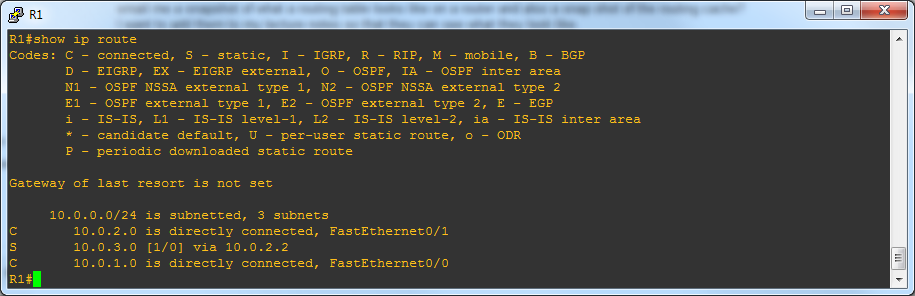 email me a snapshot of what a routing table looks like on a router and also a snap shot of the routing
I want to add them to my lecture notes so that they can see what they look like
R1
R1#show ip route
Codes: C - connected, S - static, I - IGRP, R - RIP, M - mobile, B - BGP
D - EIGRP, EX - EIGRP external, O - OSPF, IA - OSPF inter area
N1 - OSPF NSSA external type 1, N2 - OSPF NSSA external type 2
E1 - OSPF external type 1, E2 - OSPF external type 2, E - EGP
i - IS-IS, L1 - IS-IS level-1, L2 - IS-IS level-2, ia - IS-IS inter area
* - candidate default, U - per-user static route, o - ODR
P - periodic downloaded static route
Gateway of last resort is not set
10.0.0.0/24 is subnetted, 3 subnets
C 10.0.2.0 is directly connected, FastEthernet0/1
S 10.0.3.0 [1/0] via 10.0.2.2
C 10.0.1.0 is directly connected, FastEthernet0/0
R1#